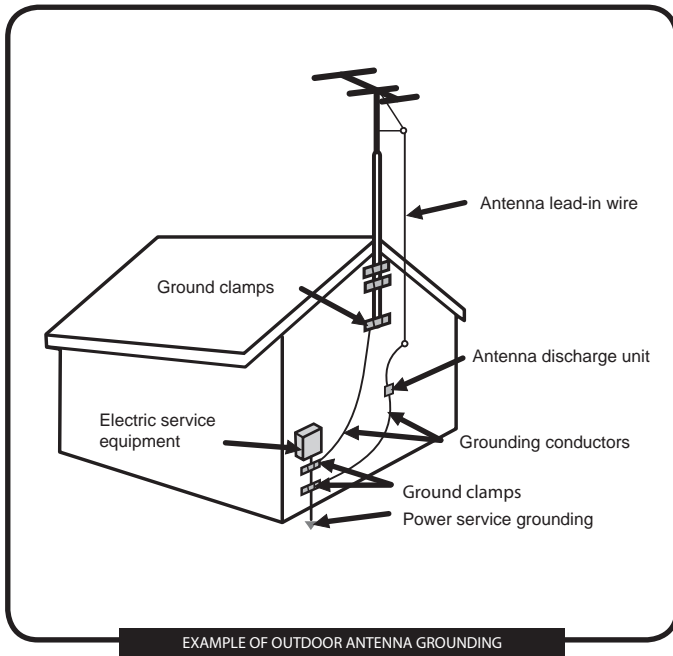 Antenna lead-in wire
Ground clamps
Antenna discharge unit
Electric service
equipment
Grounding conductors
Ground clamps
Power service grounding
EXAMPLE OF OUTDOOR ANTENNA GROUNDING